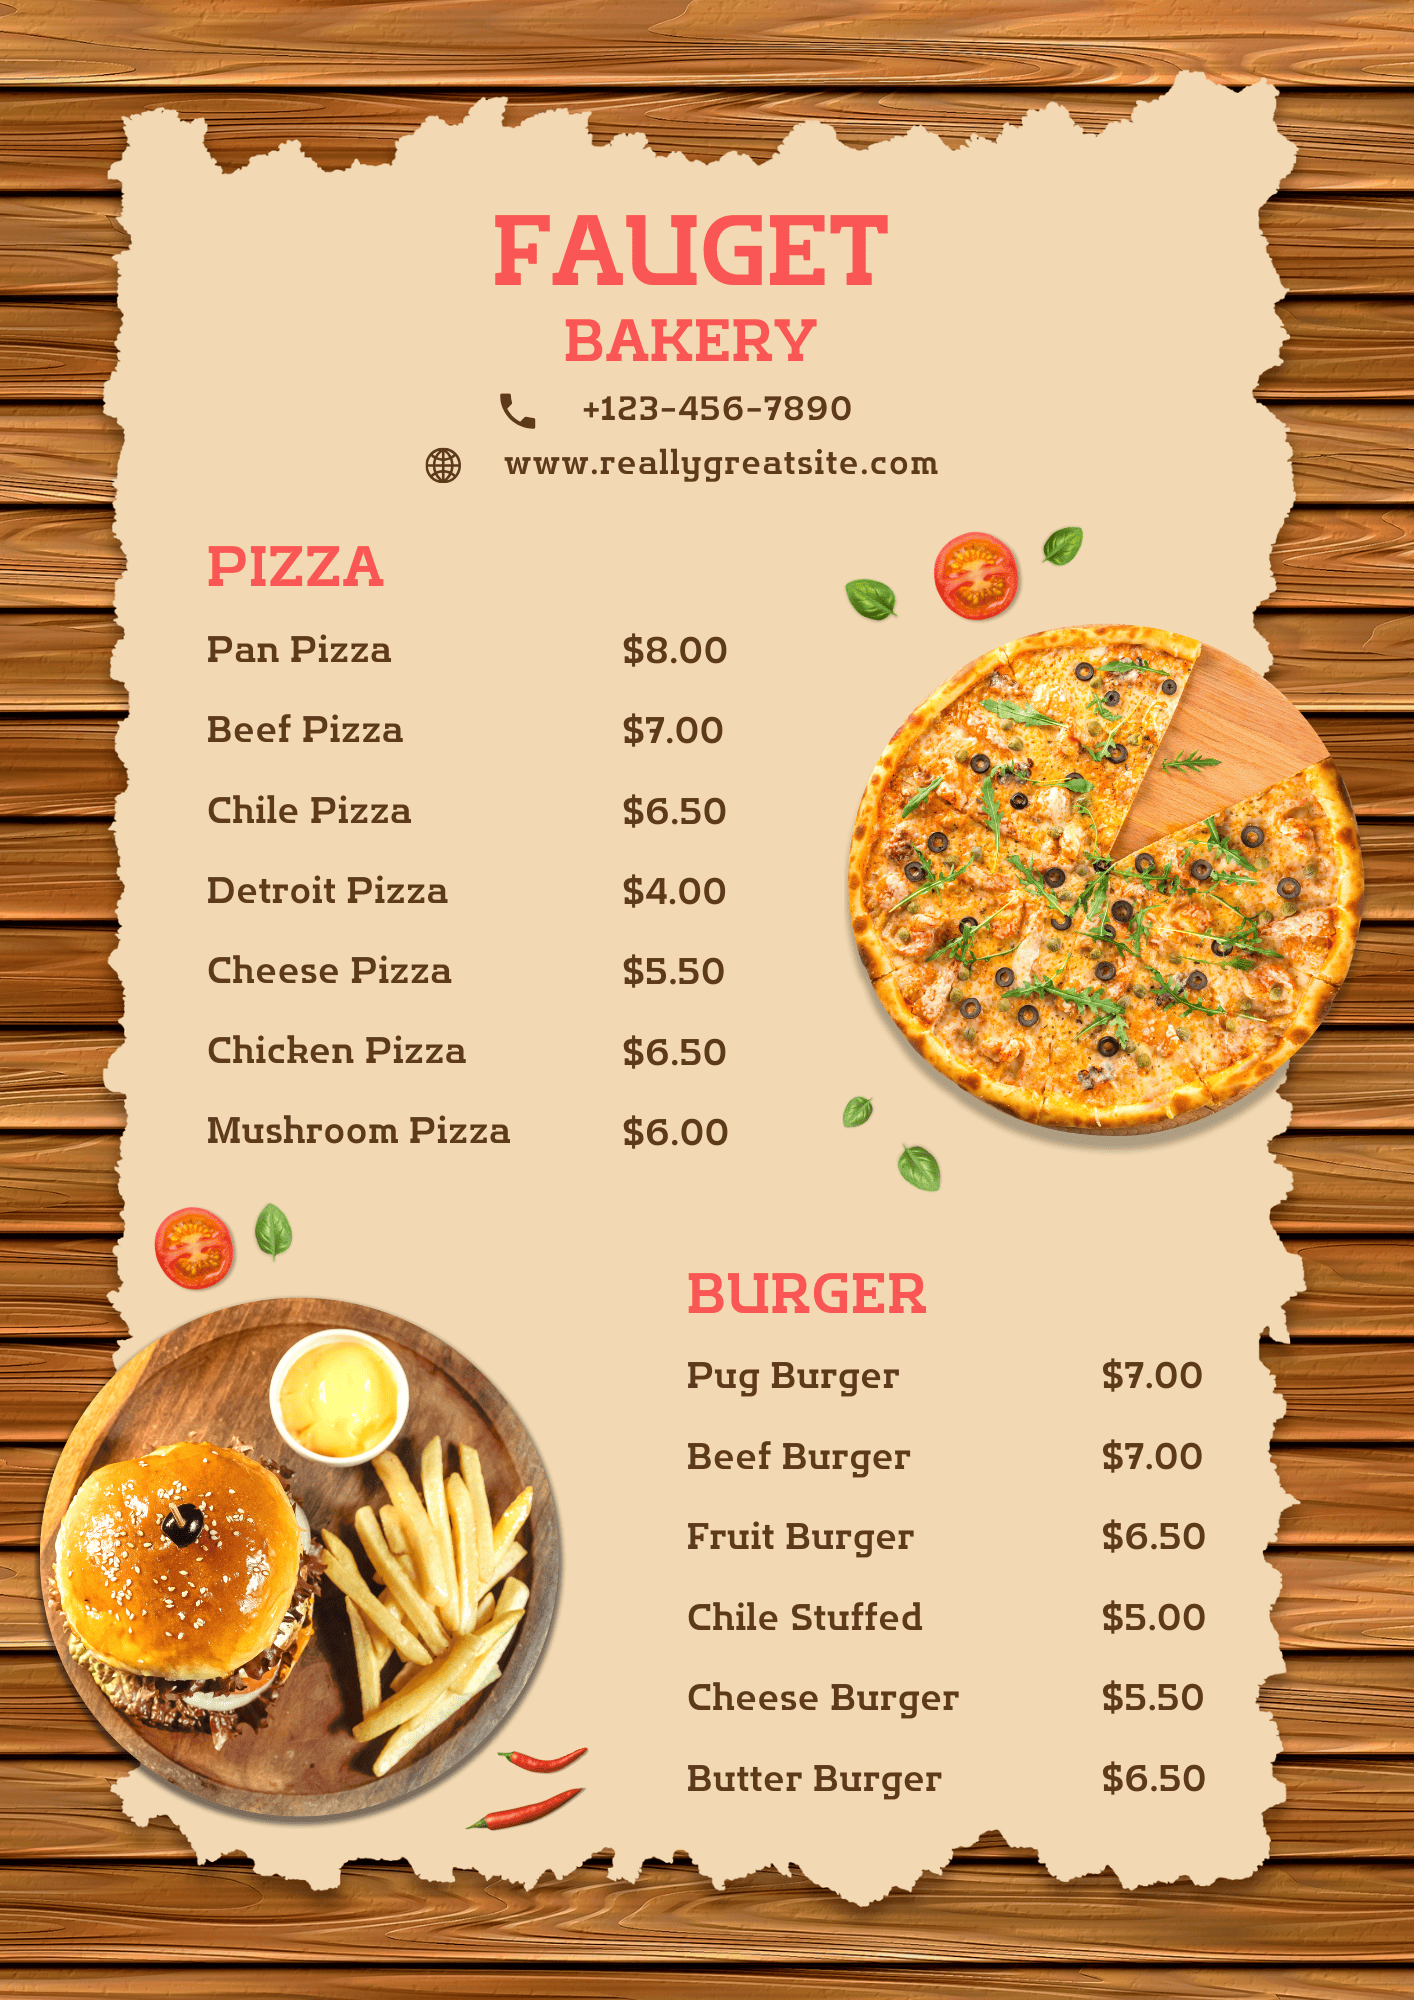 FAUGET
BAKERY
+123-456-7890
www.reallygreatsite.com
PIZZA
Pan Pizza $8.00
Beef Pizza $7.00
Chile Pizza $6.50
Detroit Pizza $4.00
Cheese Pizza $5.50
Chicken Pizza $6.50
Mushroom Pizza $6.00
BURGER
Pug Burger $7.00
Beef Burger $7.00
Fruit Burger $6.50
Chile Stuffed $5.00
Cheese Burger $5.50
Butter Burger $6.50